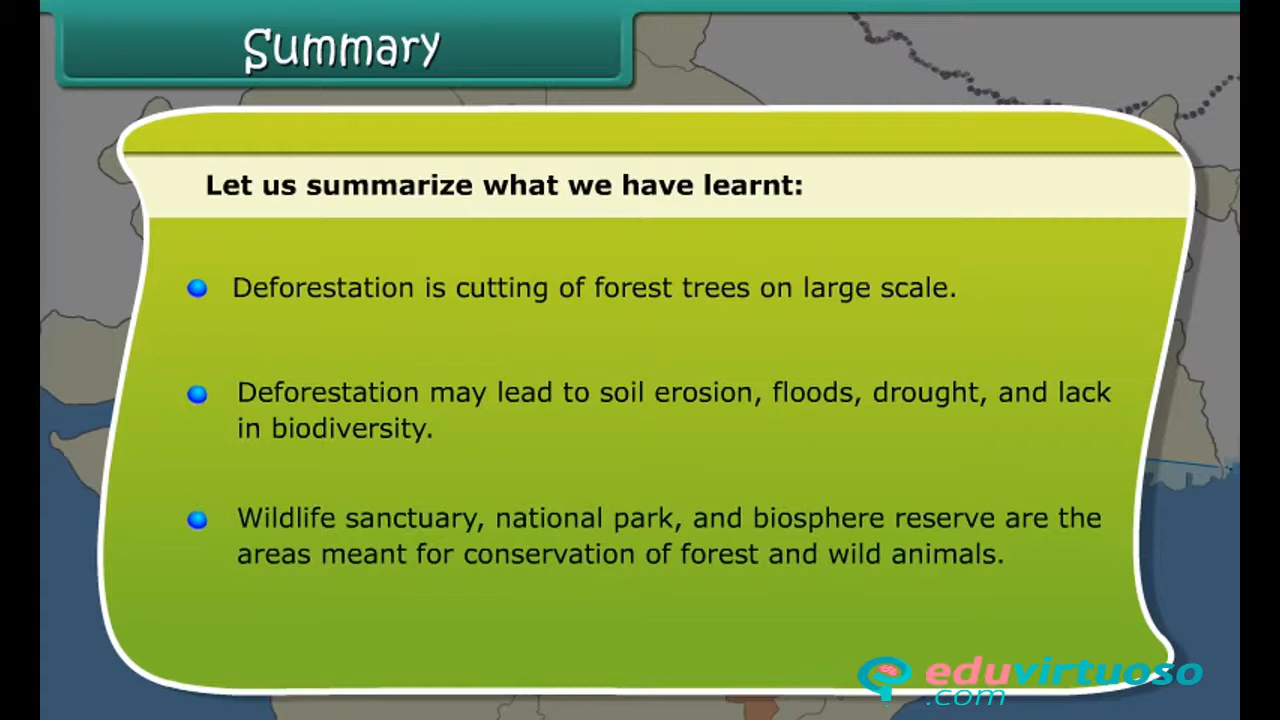 Summary
Let us summarize what we have learnt:
Deforestation is cutting of forest trees on large scale.
Deforestation may lead to soil erosion, floods, drought, and lack
in biodiversity.
Wildlife sanctuary, national park, and biosphere reserve are the
areas meant for conservation of forest and wild animals.
eduvirtuoso
.com